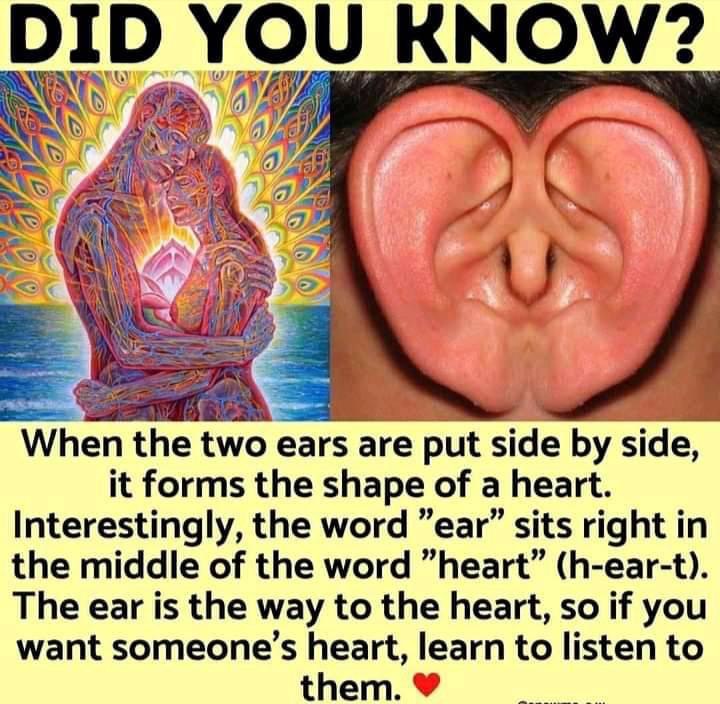 DID YOU KNOW?
When the two ears are put side by side,
it forms the shape of a heart.
Interestingly, the word ”ear” sits right in
the middle of the word ”heart” (h-ear-t).
The ear is the way to the heart, so if you
want someone’s heart, learn to listen to
them. ❤